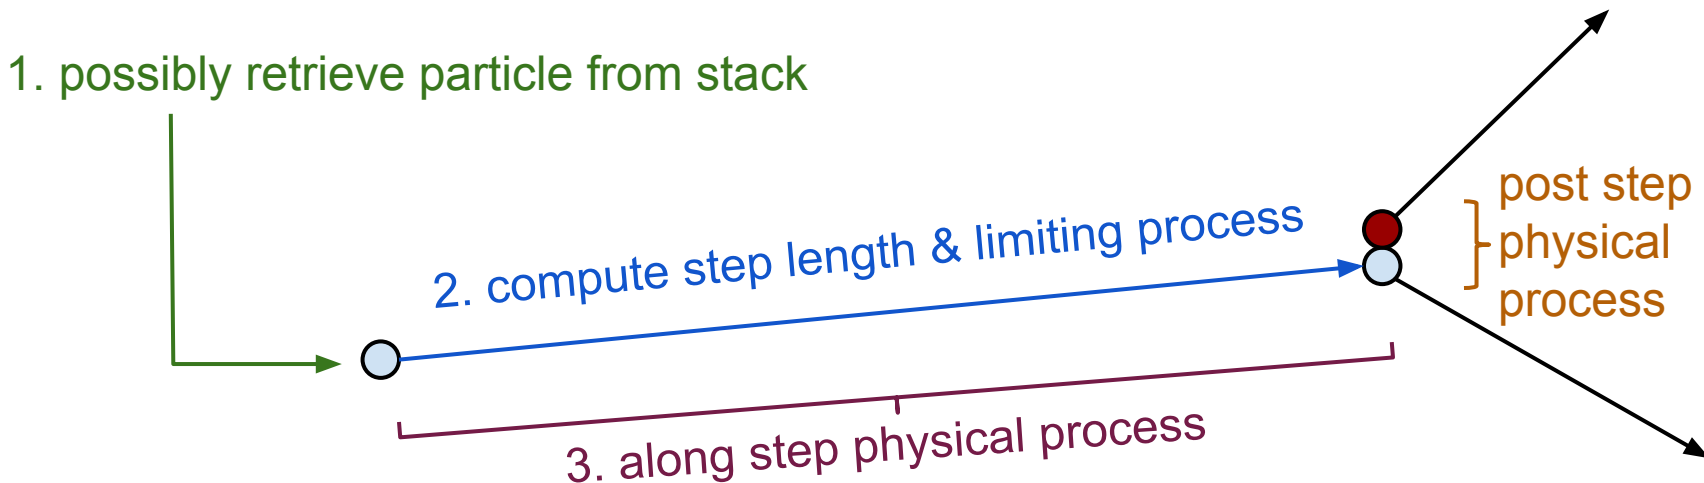 1. possibly retrieve particle from stack
2. compute step length & limiting process
3. along step physical process
post step
physical
process